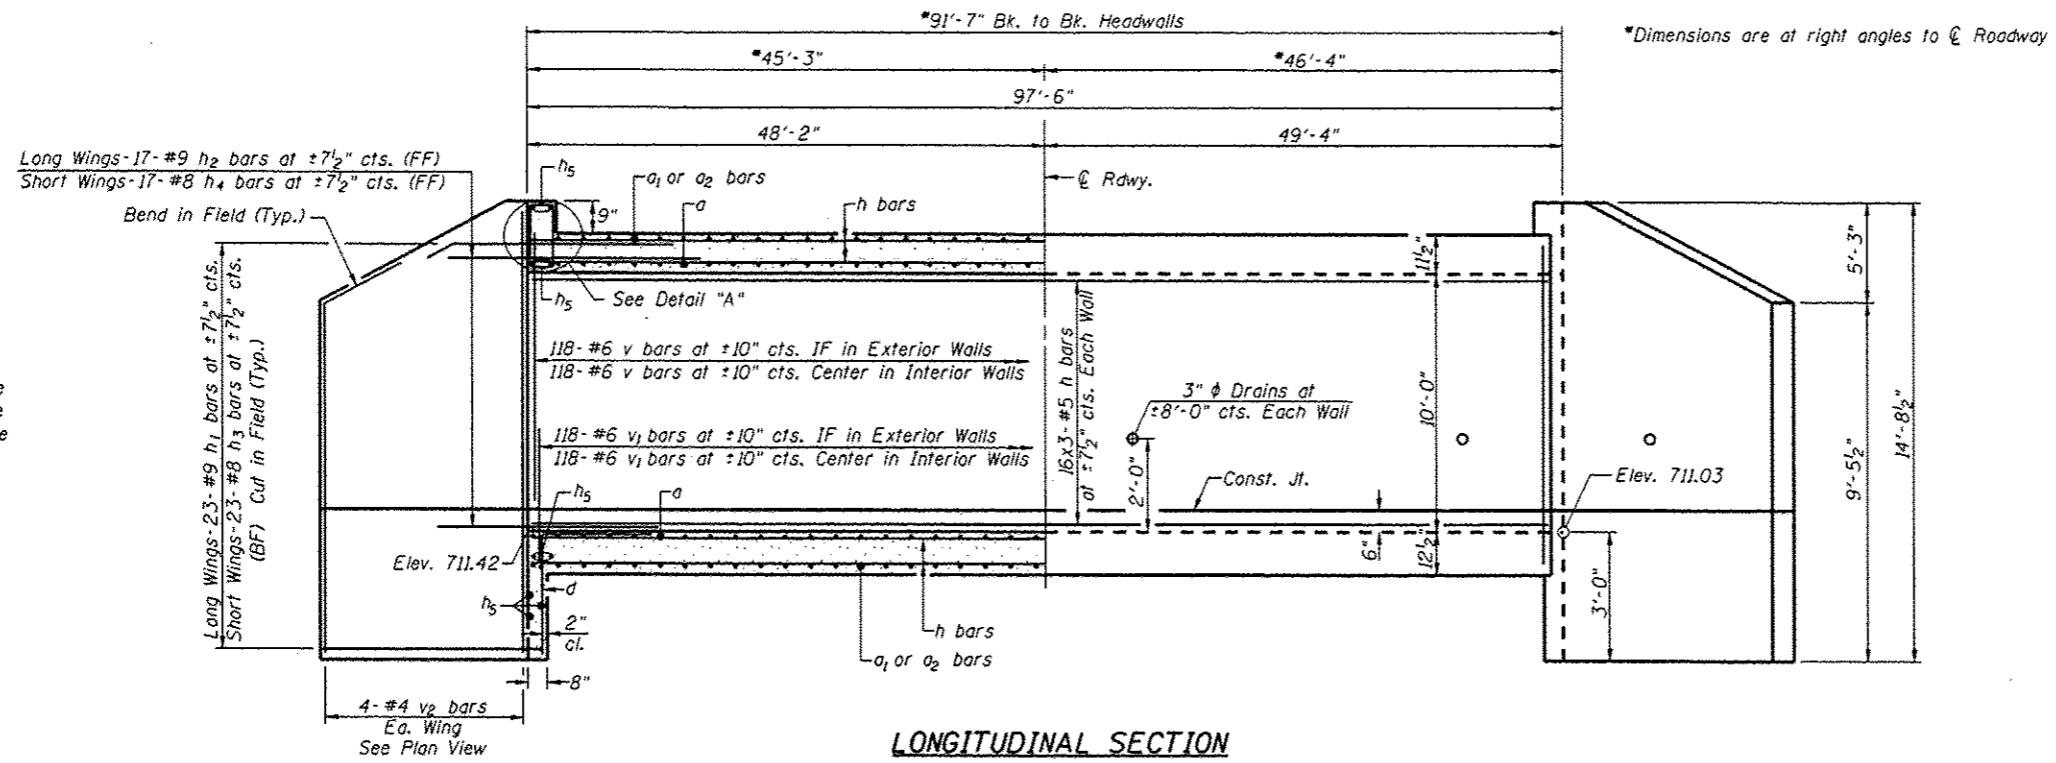 *91'-7" Bk. to Bk. Headwalls
*Dimensions are at right angles to ℄ Roadway
*45'-3"
*46'-4"
97'-6"
48'-2"
49'-4"
Long Wings-17-#9 h₂ bars at ±7½" cts. (FF)
Short Wings-17-#8 h₄ bars at ±7½" cts. (FF)
Bend in Field (Typ.)
h₅
a₁ or a₂ bars
9"
a
h bars
℄ Rdwy.
h₅
See Detail "A"
11½"
5'-3"
Long Wings-23-#9 h₁ bars at ±7½" cts.
Short Wings-23-#8 h₃ bars at ±7½" cts.
(BF) Cut in Field (Typ.)
118-#6 v bars at ±10" cts. IF in Exterior Walls
118-#6 v bars at ±10" cts. Center in Interior Walls
118-#6 v₁ bars at ±10" cts. IF in Exterior Walls
118-#6 v₁ bars at ±10" cts. Center in Interior Walls
16x3-#5 h bars
at ±7½" cts. Each Wall
3" ϕ Drains at
±8'-0" cts. Each Wall
10'-0"
2'-0"
14'-8½"
9'-5½"
h₅
a
Const. Jt.
Elev. 711.03
Elev. 711.42
6"
12½"
3'-0"
h₅
d
2"
cl.
h bars
a₁ or a₂ bars
8"
4-#4 v₂ bars
Ea. Wing
See Plan View
LONGITUDINAL SECTION